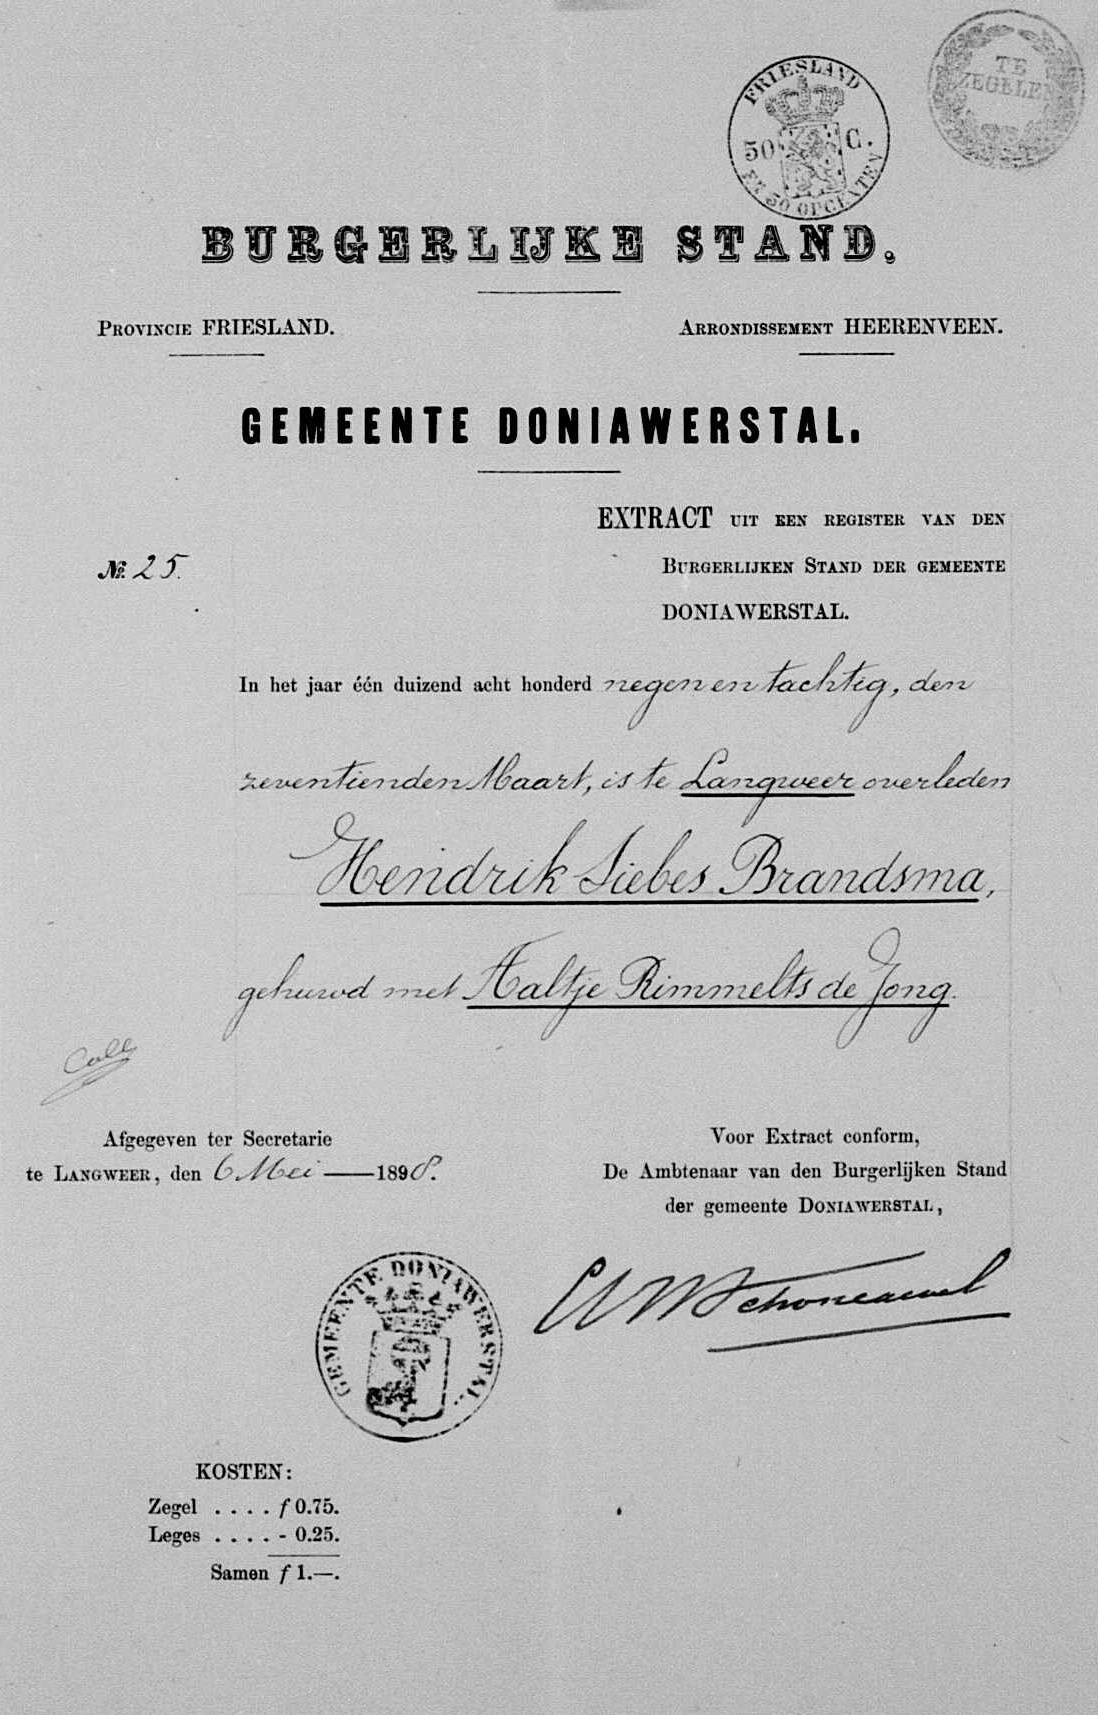 FRIESLAND
50 C.
EN 50 OPCENTEN
TE
ZEGELEN
BURGERLIJKE STAND.
PROVINCIE FRIESLAND.
ARRONDISSEMENT HEERENVEEN.
GEMEENTE DONIAWERSTAL.
EXTRACT UIT EEN REGISTER VAN DEN
BURGERLIJKEN STAND DER GEMEENTE
DONIAWERSTAL.
№. 25.
In het jaar één duizend acht honderd negen en tachtig, den
zeventienden Maart, is te Langweer overleden
Hendrik Siebes Brandsma,
gehuwd met Aaltje Rimmelts de Jong.
Coll
Afgegeven ter Secretarie
te LANGWEER, den 6 Mei 1898.
Voor Extract conform,
De Ambtenaar van den Burgerlijken Stand
der gemeente DONIAWERSTAL,
GEMEENTE DONIAWERSTAL.
KOSTEN:
Zegel . . . . f 0.75.
Leges . . . . - 0.25.
Samen f 1.—.